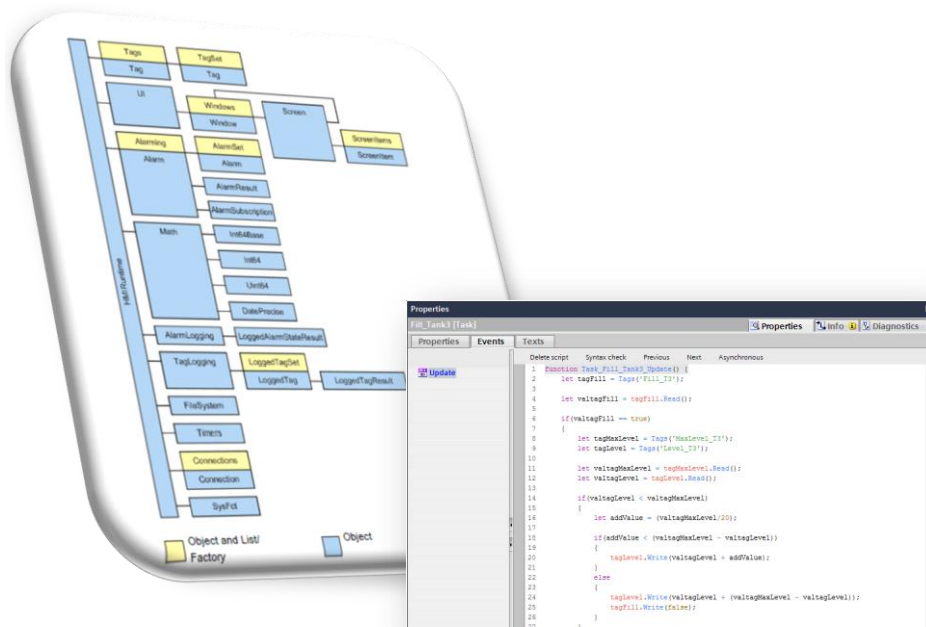 Tags
Tag
TagSet
Tag
UI
Windows
Window
Screen
ScreenItems
ScreenItem
Alarming
Alarm
AlarmSet
Alarm
AlarmResult
AlarmSubscription
Math
Int64Base
Int64
Uint64
DatePrecise
HMIRuntime
AlarmLogging
LoggedAlarmStateResult
TagLogging
LoggedTagSet
LoggedTag
LoggedTagResult
FileSystem
Timers
Connections
Connection
SysFct
Object and List/
Factory
Object
Properties
Fill_Tank3 [Task]
Properties Info Diagnostics
Properties Events Texts
Delete script Syntax check Previous Next Asynchronous
Update
1 function Task_Fill_Tank3_Update() {
2 let tagFill = Tags('Fill_T3');
3
4 let valtagFill = tagFill.Read();
5
6 if(valtagFill == true)
7 {
8 let tagMaxLevel = Tags('MaxLevel_T3');
9 let tagLevel = Tags('Level_T3');
10
11 let valtagMaxLevel = tagMaxLevel.Read();
12 let valtagLevel = tagLevel.Read();
13
14 if(valtagLevel < valtagMaxLevel)
15 {
16 let addValue = (valtagMaxLevel/20);
17
18 if(addValue < (valtagMaxLevel - valtagLevel))
19 {
20 tagLevel.Write(valtagLevel + addValue);
21 }
22 else
23 {
24 tagLevel.Write(valtagLevel + (valtagMaxLevel - valtagLevel));
25 tagFill.Write(false);
26 }
27 }